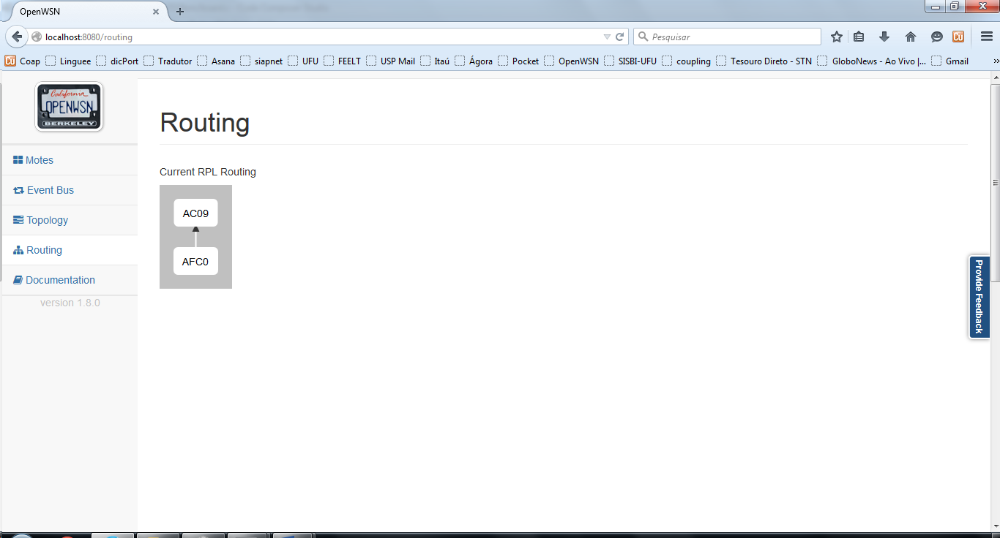 OpenWSN
localhost:8080/routing
Pesquisar
Coap Linguee dicPort Tradutor Asana siapnet UFU FEELT USP Mail Itaú Ágora Pocket OpenWSN SISBI-UFU coupling Tesouro Direto - STN GloboNews - Ao Vivo |... Gmail
California
OPENWSN
BERKELEY
Motes
Event Bus
Topology
Routing
Documentation
version 1.8.0
Routing
Current RPL Routing
AC09
AFC0
Provide Feedback